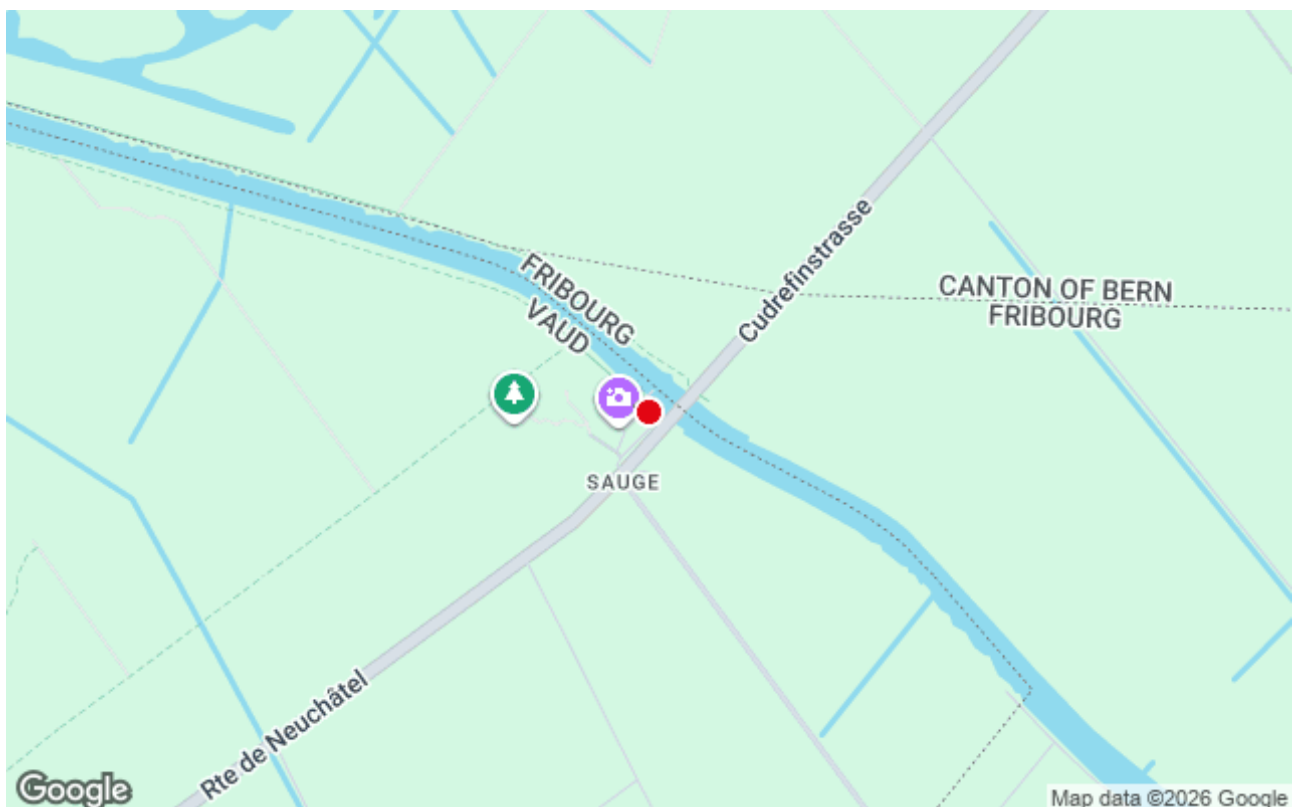 FRIBOURG
VAUD
Cudrefinstrasse
CANTON OF BERN
FRIBOURG
SAUGE
Rte de Neuchâtel
Google
Map data ©2026 Google